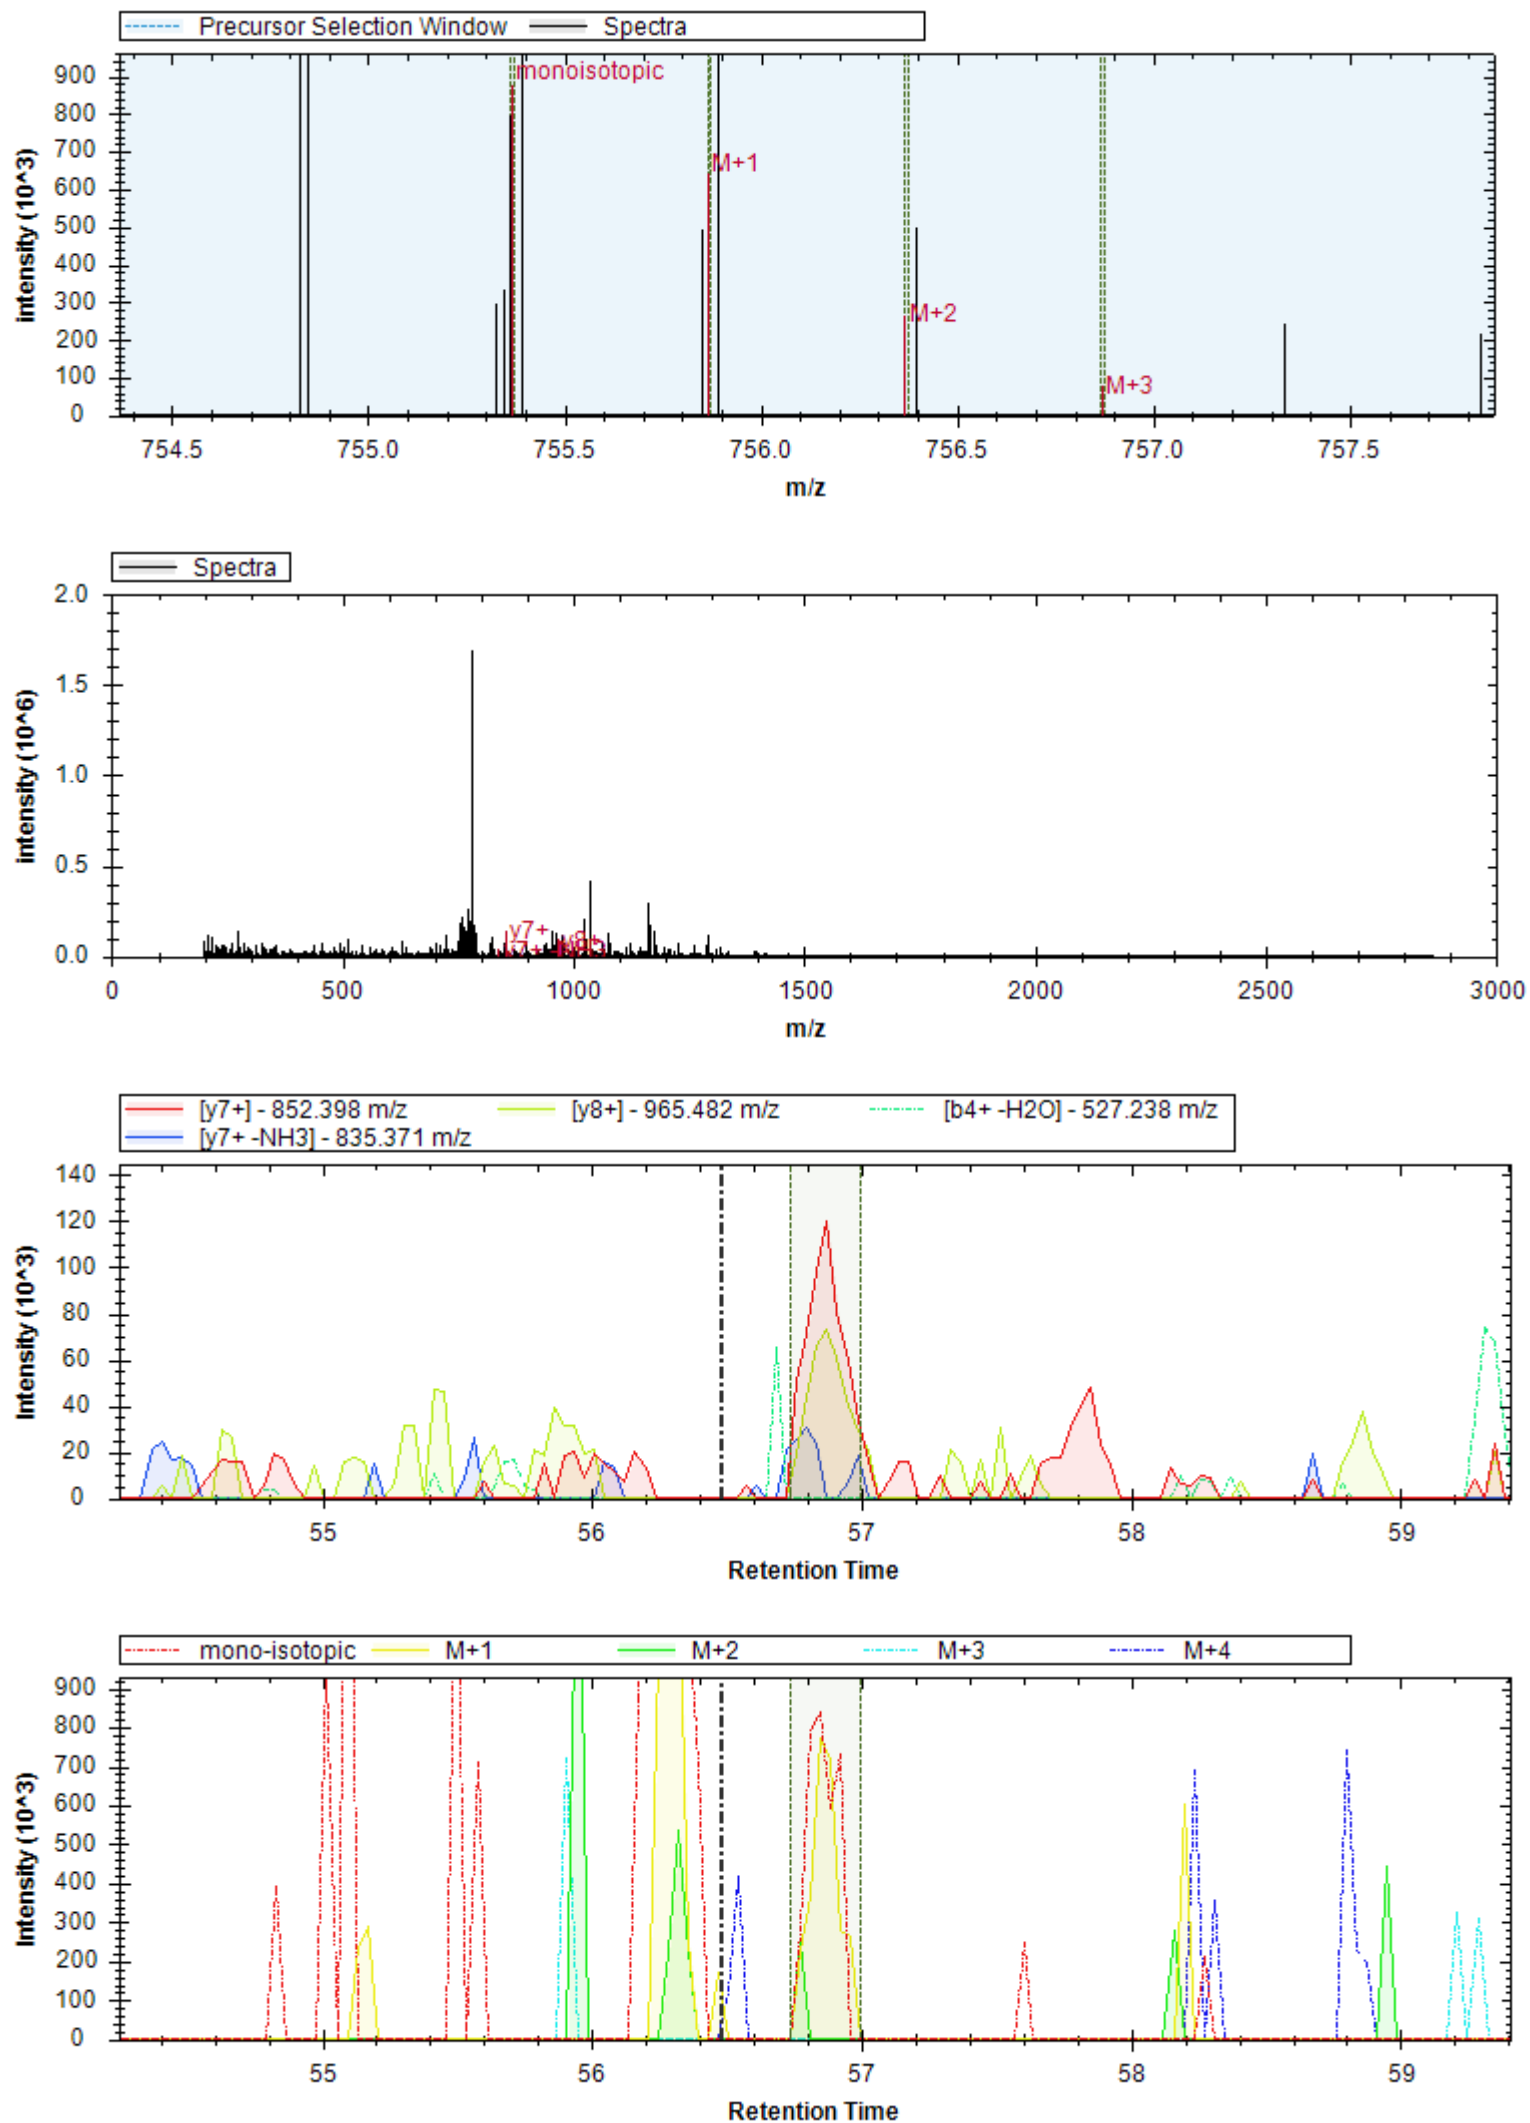 Precursor Selection Window Spectra
900
800
700
600
500
400
300
200
100
0
intensity (10^3)
monoisotopic
M+1
M+2
M+3
754.5 755.0 755.5 756.0 756.5 757.0 757.5
m/z
Spectra
2.0
1.5
1.0
0.5
0.0
intensity (10^6)
y7+
y8+
0 500 1000 1500 2000 2500 3000
m/z
[y7+] - 852.398 m/z [y8+] - 965.482 m/z [b4+ -H2O] - 527.238 m/z
[y7+ -NH3] - 835.371 m/z
140
120
100
80
60
40
20
0
Intensity (10^3)
55 56 57 58 59
Retention Time
mono-isotopic M+1 M+2 M+3 M+4
900
800
700
600
500
400
300
200
100
0
Intensity (10^3)
55 56 57 58 59
Retention Time